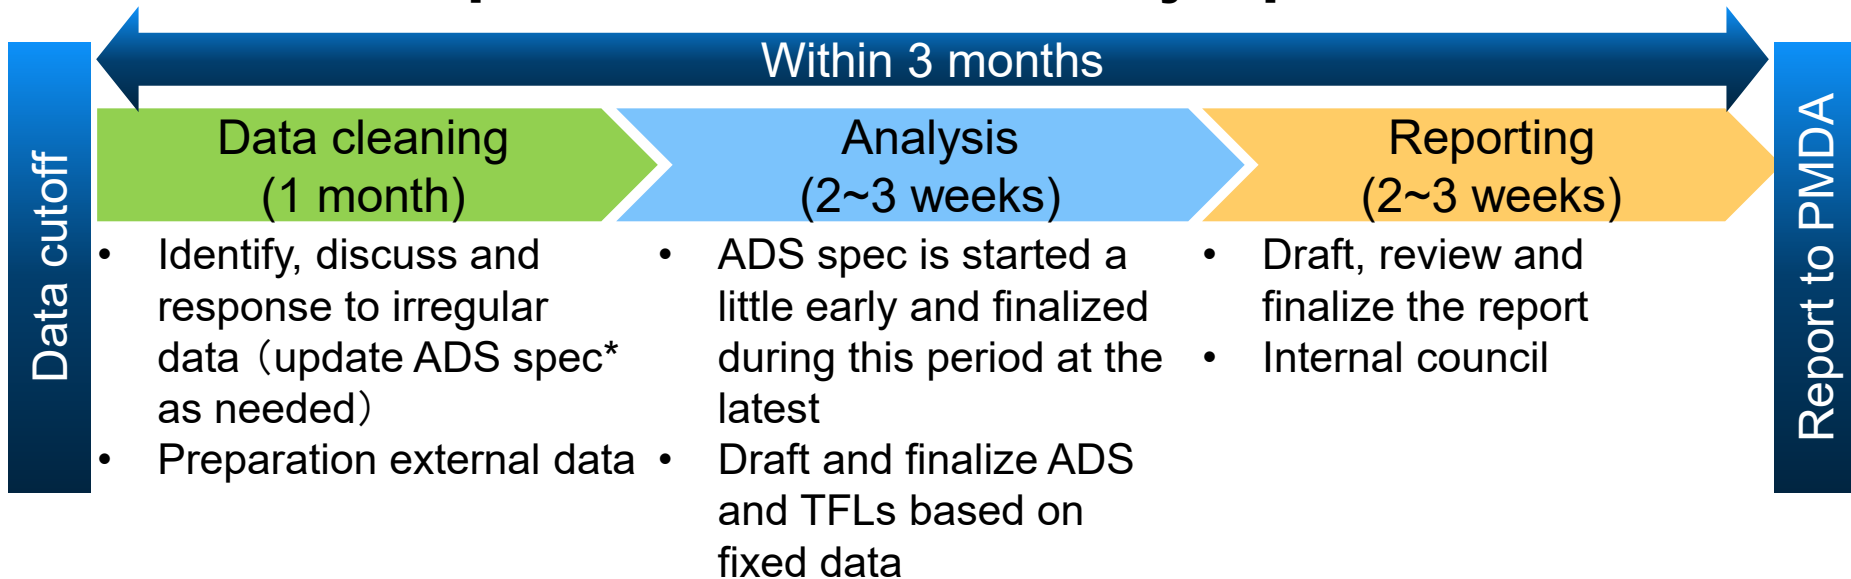 Within 3 months
Data cutoff
Data cleaning
(1 month)
Analysis
(2~3 weeks)
Reporting
(2~3 weeks)
Report to PMDA
• Identify, discuss and
response to irregular
data（update ADS spec*
as needed）
• Preparation external data
• ADS spec is started a
little early and finalized
during this period at the
latest
• Draft and finalize ADS
and TFLs based on
fixed data
• Draft, review and
finalize the report
• Internal council